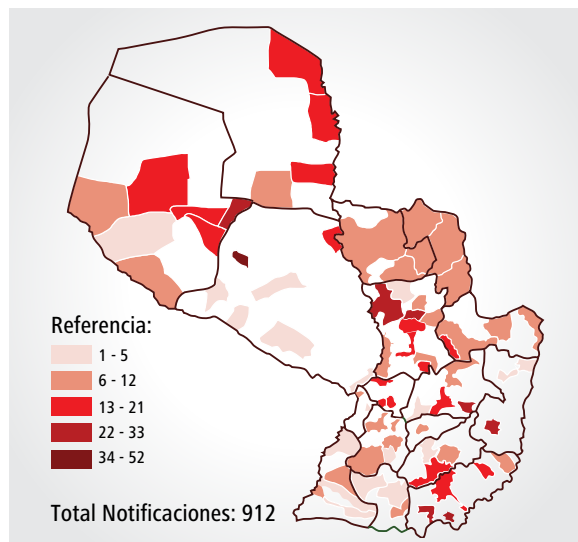 Referencia:
1 - 5
6 - 12
13 - 21
22 - 33
34 - 52
Total Notificaciones: 912